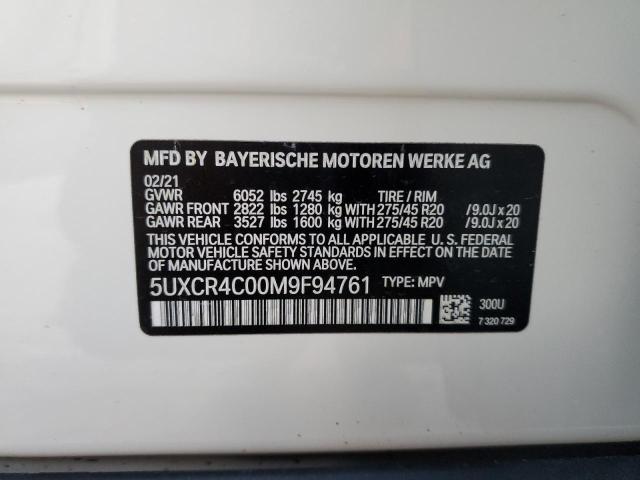 MFD BY BAYERISCHE MOTOREN WERKE AG
02/21
GVWR 6052 lbs 2745 kg TIRE / RIM
GAWR FRONT 2822 lbs 1280 kg WITH 275/45 R20 / 9.0J x 20
GAWR REAR 3527 lbs 1600 kg WITH 275/45 R20 / 9.0J x 20
THIS VEHICLE CONFORMS TO ALL APPLICABLE U. S. FEDERAL
MOTOR VEHICLE SAFETY STANDARDS IN EFFECT ON THE DATE
OF MANUFACTURE SHOWN ABOVE.
5UXCR4C00M9F94761 TYPE: MPV
300U
7 320 729